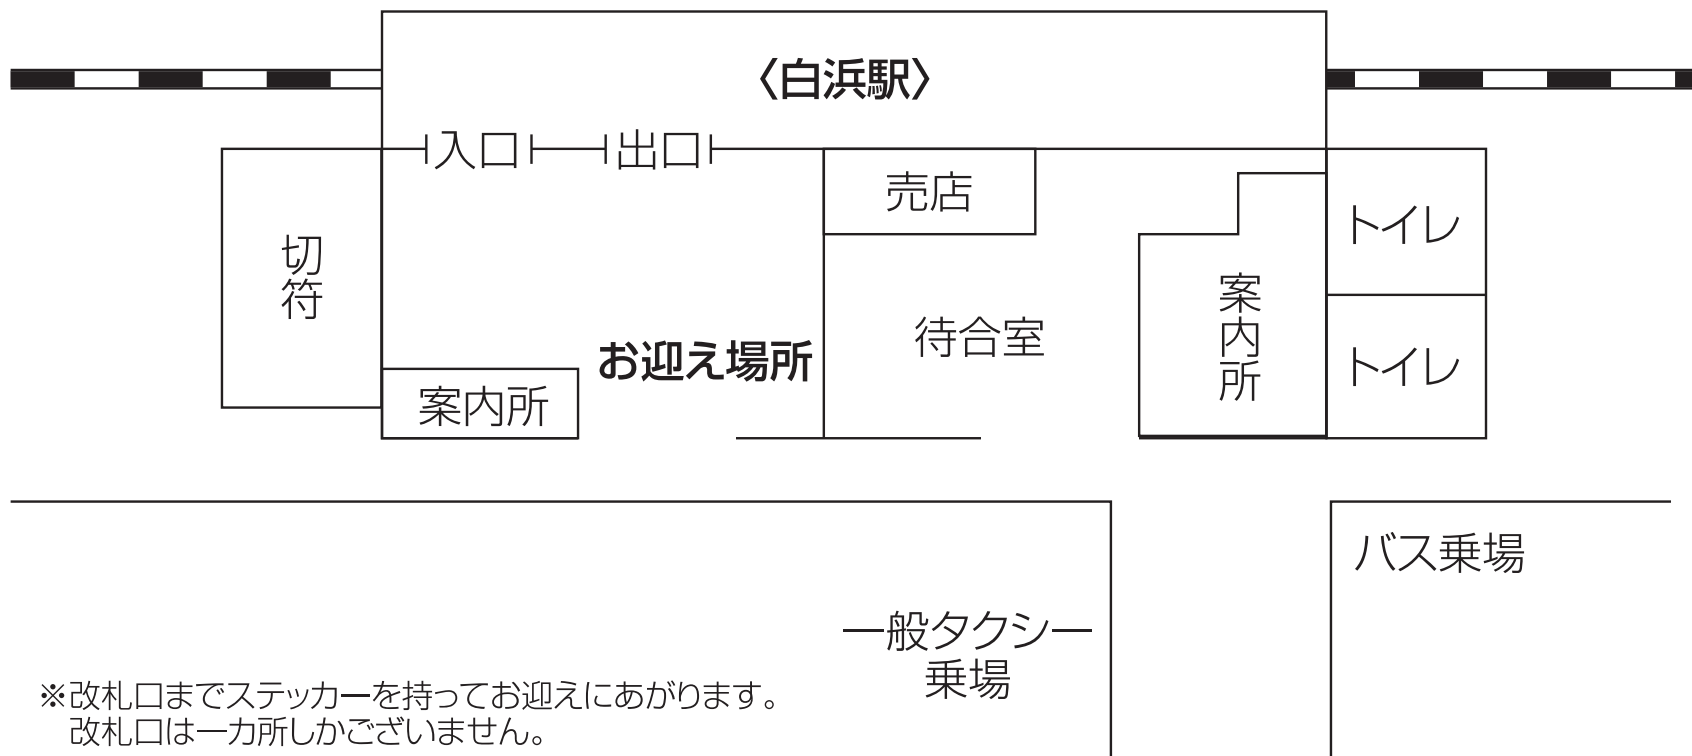 〈白浜駅〉
入口
出口
売店
トイレ
切符
待合室
案内所
お迎え場所
トイレ
案内所
バス乗場
一般タクシー
乗場
※改札口までステッカーを持ってお迎えにあがります。
改札口は一カ所しかございません。